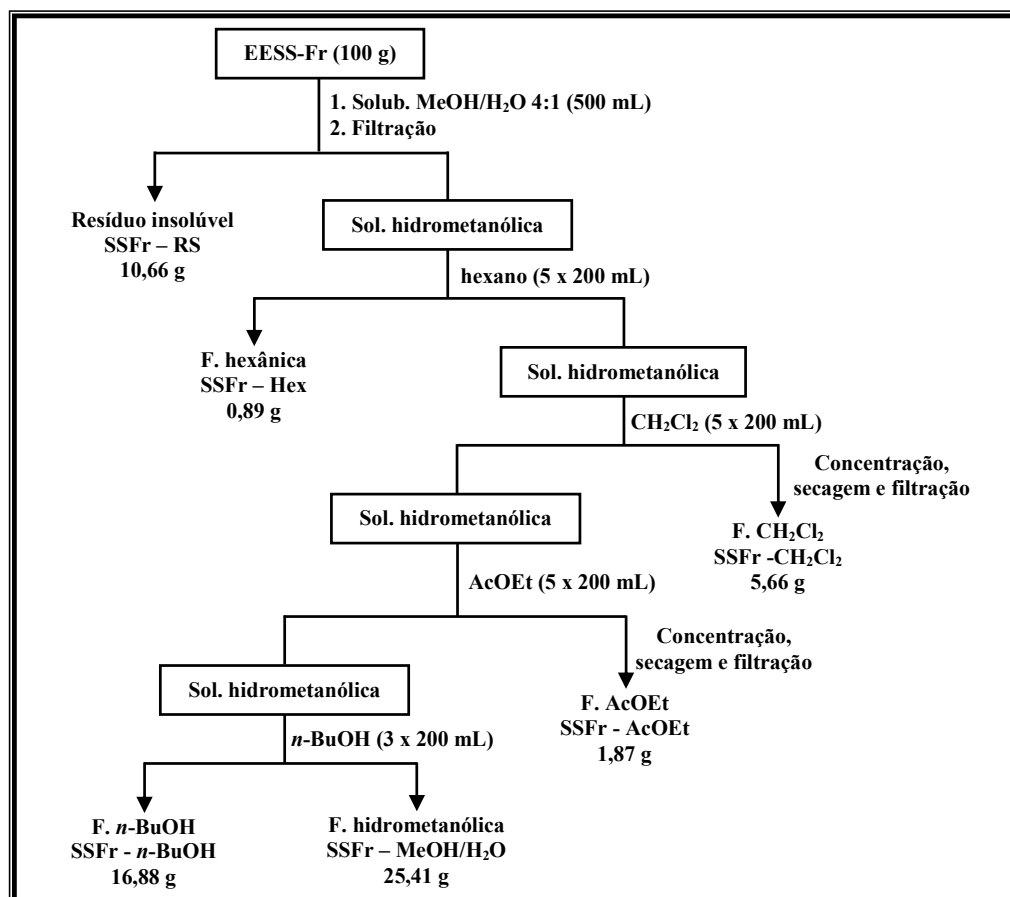 EESS-Fr (100 g)
1. Solub. MeOH/H₂O 4:1 (500 mL)
2. Filtração
Resíduo insolúvel
SSFr – RS
10,66 g
Sol. hidrometanólica
hexano (5 x 200 mL)
F. hexânica
SSFr – Hex
0,89 g
Sol. hidrometanólica
CH₂Cl₂ (5 x 200 mL)
Concentração,
secagem e filtração
F. CH₂Cl₂
SSFr -CH₂Cl₂
5,66 g
Sol. hidrometanólica
AcOEt (5 x 200 mL)
Concentração,
secagem e filtração
F. AcOEt
SSFr - AcOEt
1,87 g
Sol. hidrometanólica
n-BuOH (3 x 200 mL)
F. n-BuOH
SSFr - n-BuOH
16,88 g
F. hidrometanólica
SSFr – MeOH/H₂O
25,41 g